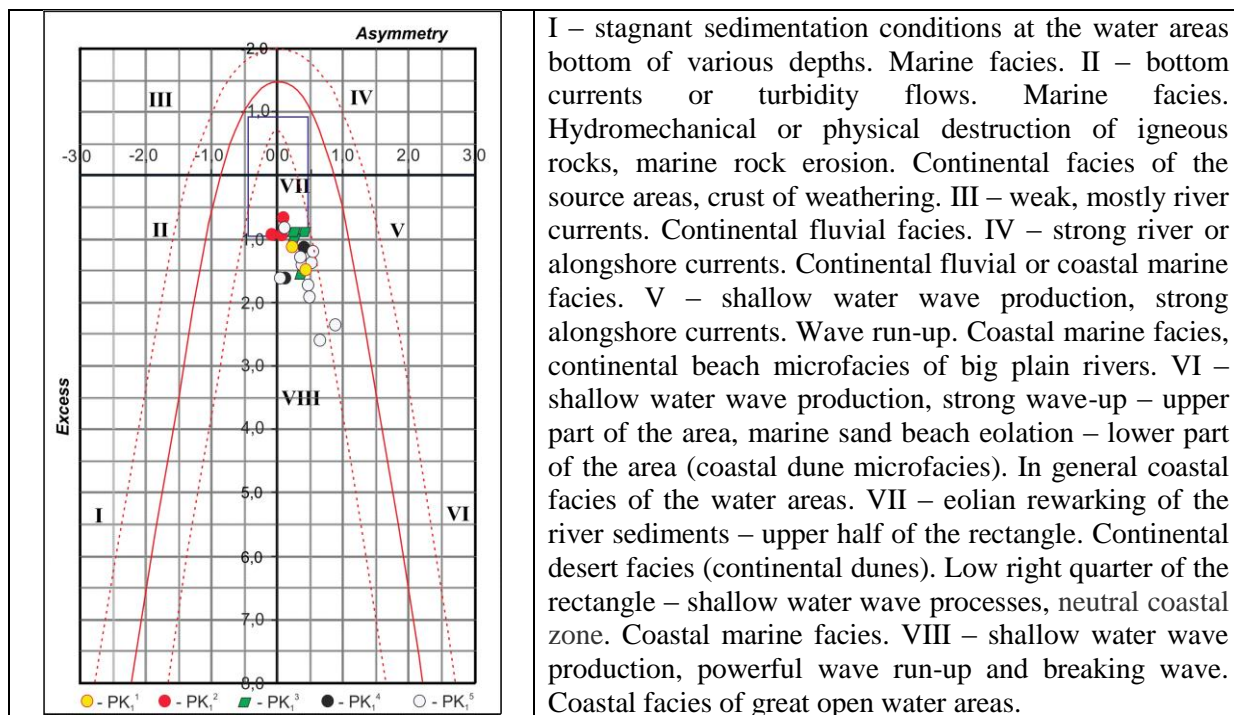 Asymmetry
-2,0
III
IV
1,0
-3.0
-2.0
-1.0
0.0
1.0
2.0
3.0
VII
II
V
1,0
2,0
3,0
VIII
Excess
4,0
5,0
I
VI
6,0
7,0
8,0
- PK₁¹ - PK₁² - PK₁³ - PK₁⁴ - PK₁⁵
I – stagnant sedimentation conditions at the water areas
bottom of various depths. Marine facies. II – bottom
currents or turbidity flows. Marine facies.
Hydromechanical or physical destruction of igneous
rocks, marine rock erosion. Continental facies of the
source areas, crust of weathering. III – weak, mostly river
currents. Continental fluvial facies. IV – strong river or
alongshore currents. Continental fluvial or coastal marine
facies. V – shallow water wave production, strong
alongshore currents. Wave run-up. Coastal marine facies,
continental beach microfacies of big plain rivers. VI –
shallow water wave production, strong wave-up – upper
part of the area, marine sand beach eolation – lower part
of the area (coastal dune microfacies). In general coastal
facies of the water areas. VII – eolian rewarking of the
river sediments – upper half of the rectangle. Continental
desert facies (continental dunes). Low right quarter of the
rectangle – shallow water wave processes, neutral coastal
zone. Coastal marine facies. VIII – shallow water wave
production, powerful wave run-up and breaking wave.
Coastal facies of great open water areas.